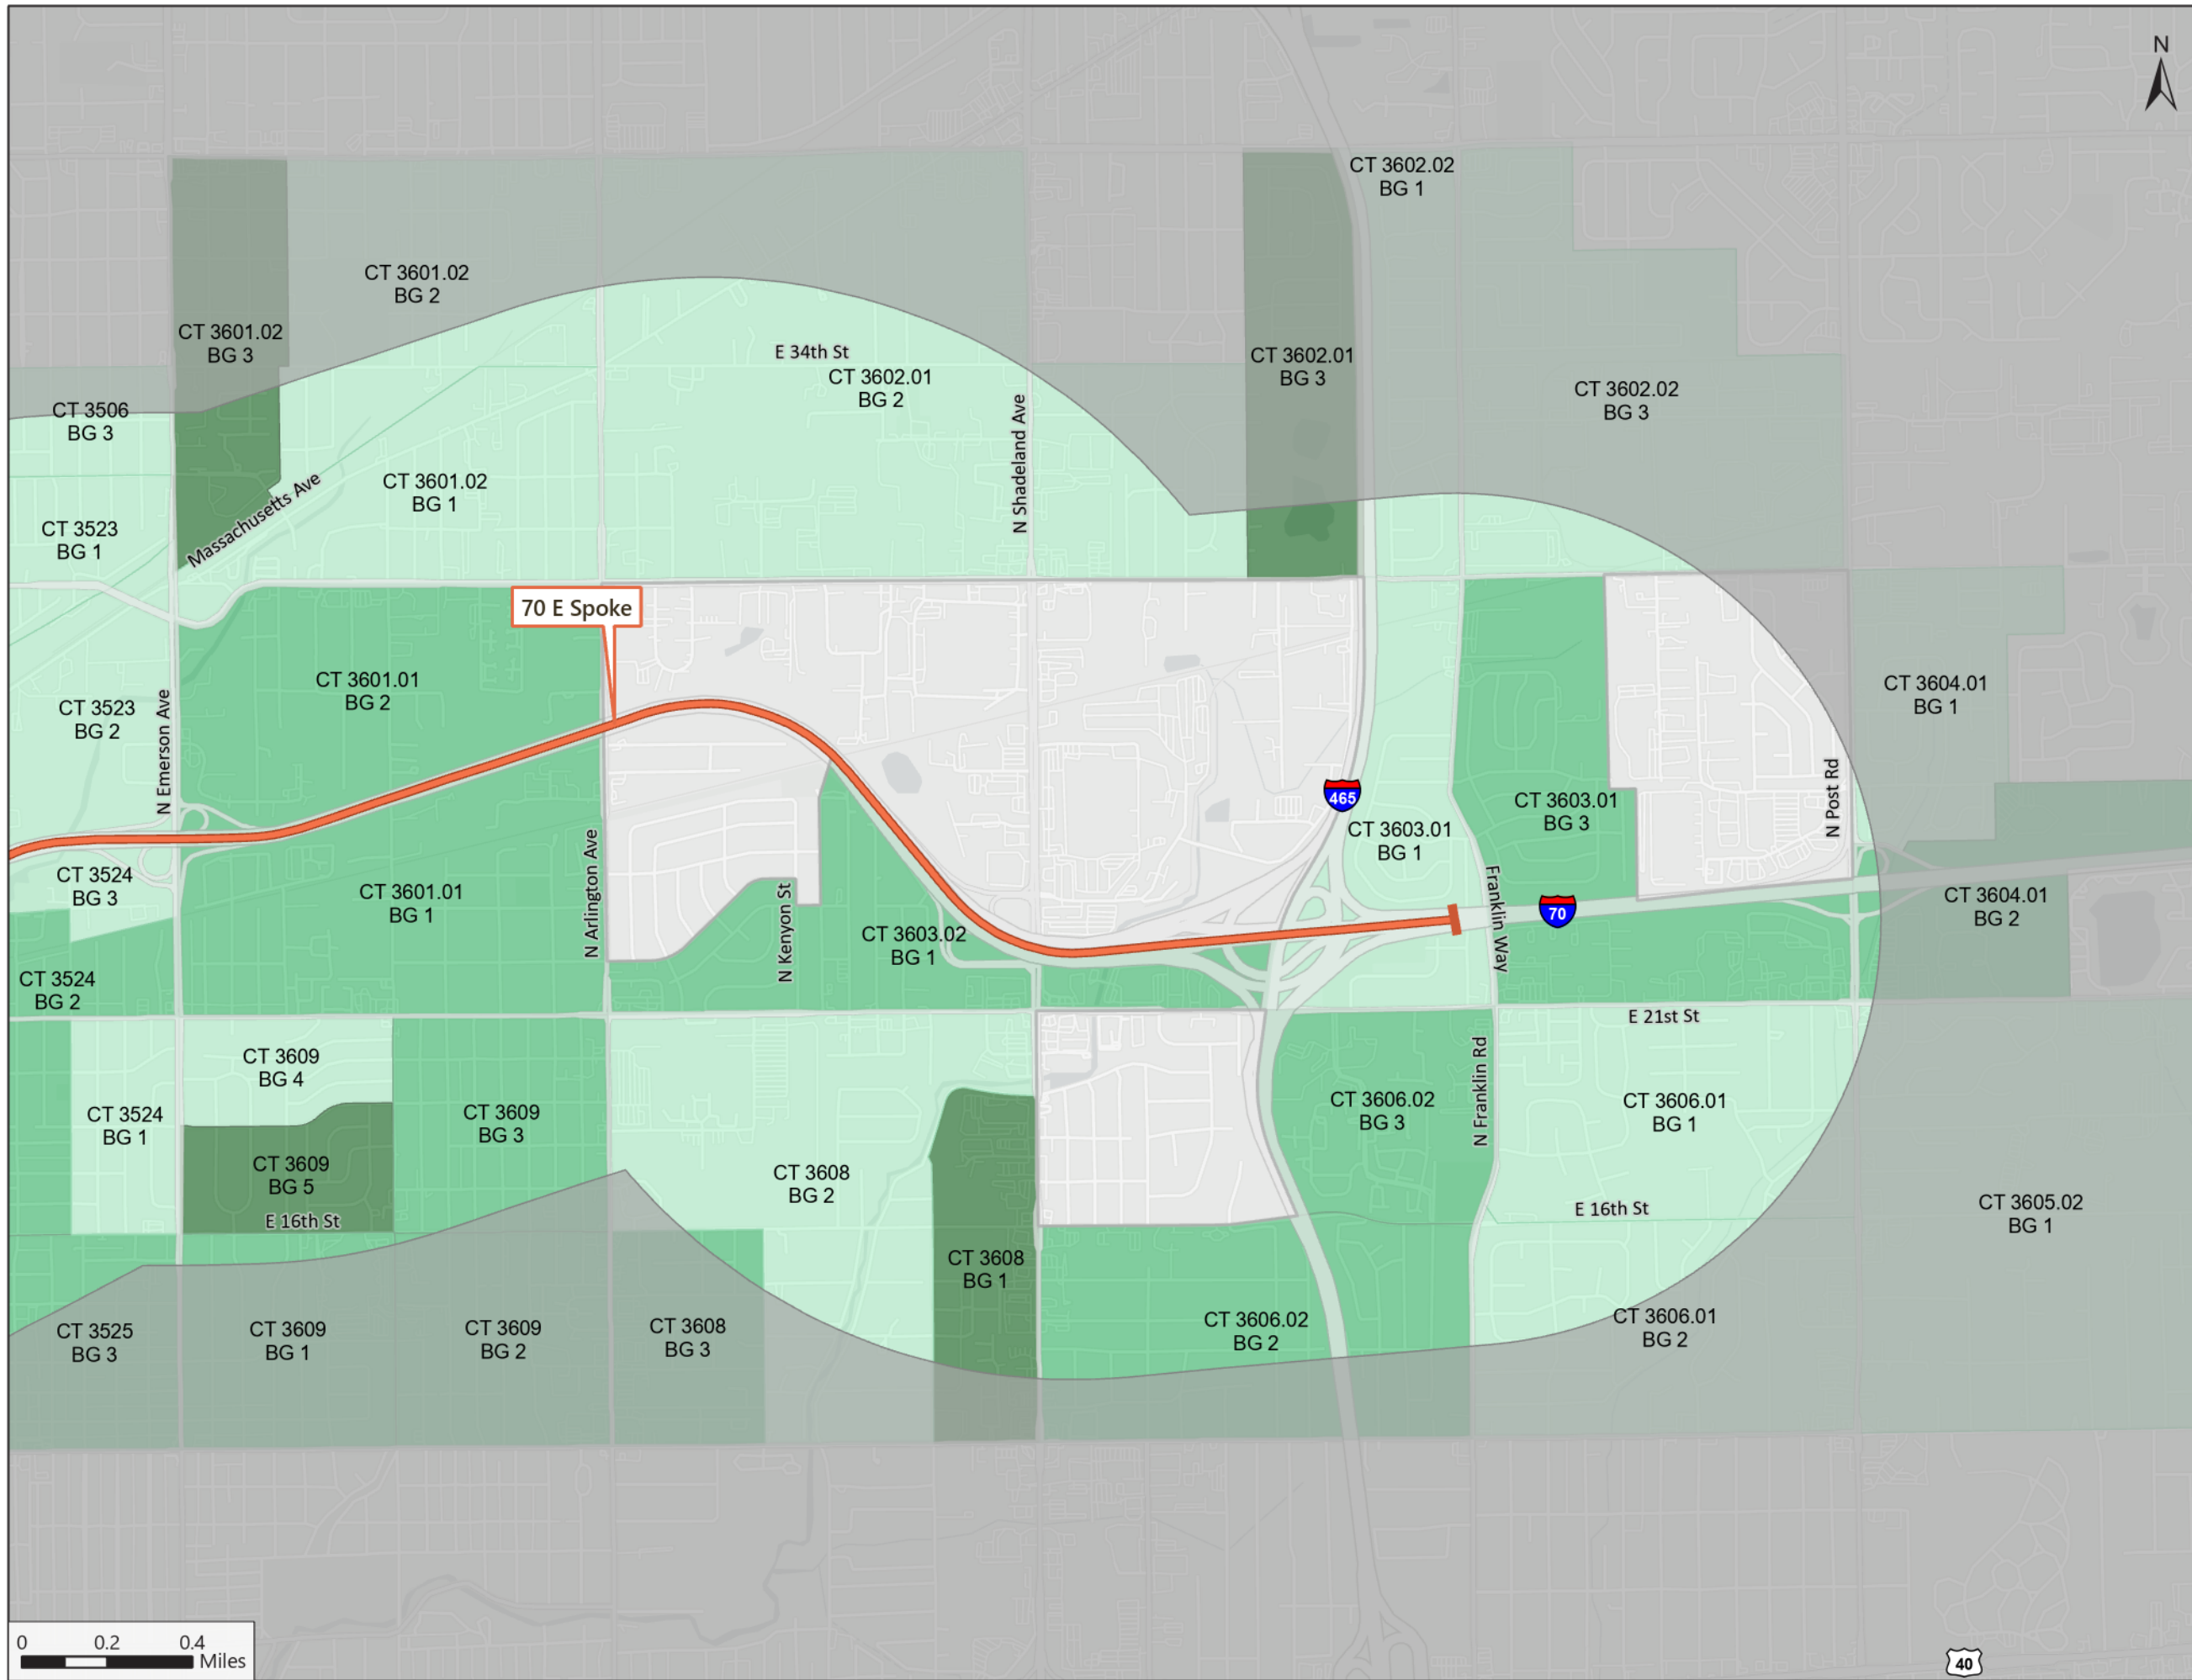 N
CT 3602.02
BG 1
CT 3601.02
BG 2
CT 3601.02
BG 3
E 34th St
CT 3602.01
BG 2
CT 3602.01
BG 3
CT 3602.02
BG 3
CT 3506
BG 3
N Shadeland Ave
CT 3601.02
BG 1
Massachusetts Ave
CT 3523
BG 1
70 E Spoke
CT 3601.01
BG 2
CT 3604.01
BG 1
CT 3523
BG 2
N Emerson Ave
465
N Post Rd
CT 3603.01
BG 3
CT 3603.01
BG 1
CT 3524
BG 3
CT 3601.01
BG 1
N Arlington Ave
N Kenyon St
CT 3603.02
BG 1
Franklin Way
70
CT 3604.01
BG 2
CT 3524
BG 2
E 21st St
CT 3609
BG 4
CT 3524
BG 1
CT 3609
BG 3
CT 3606.02
BG 3
N Franklin Rd
CT 3606.01
BG 1
CT 3609
BG 5
CT 3608
BG 2
E 16th St
E 16th St
CT 3605.02
BG 1
CT 3608
BG 1
CT 3525
BG 3
CT 3609
BG 1
CT 3609
BG 2
CT 3608
BG 3
CT 3606.02
BG 2
CT 3606.01
BG 2
0 0.2 0.4
Miles
40